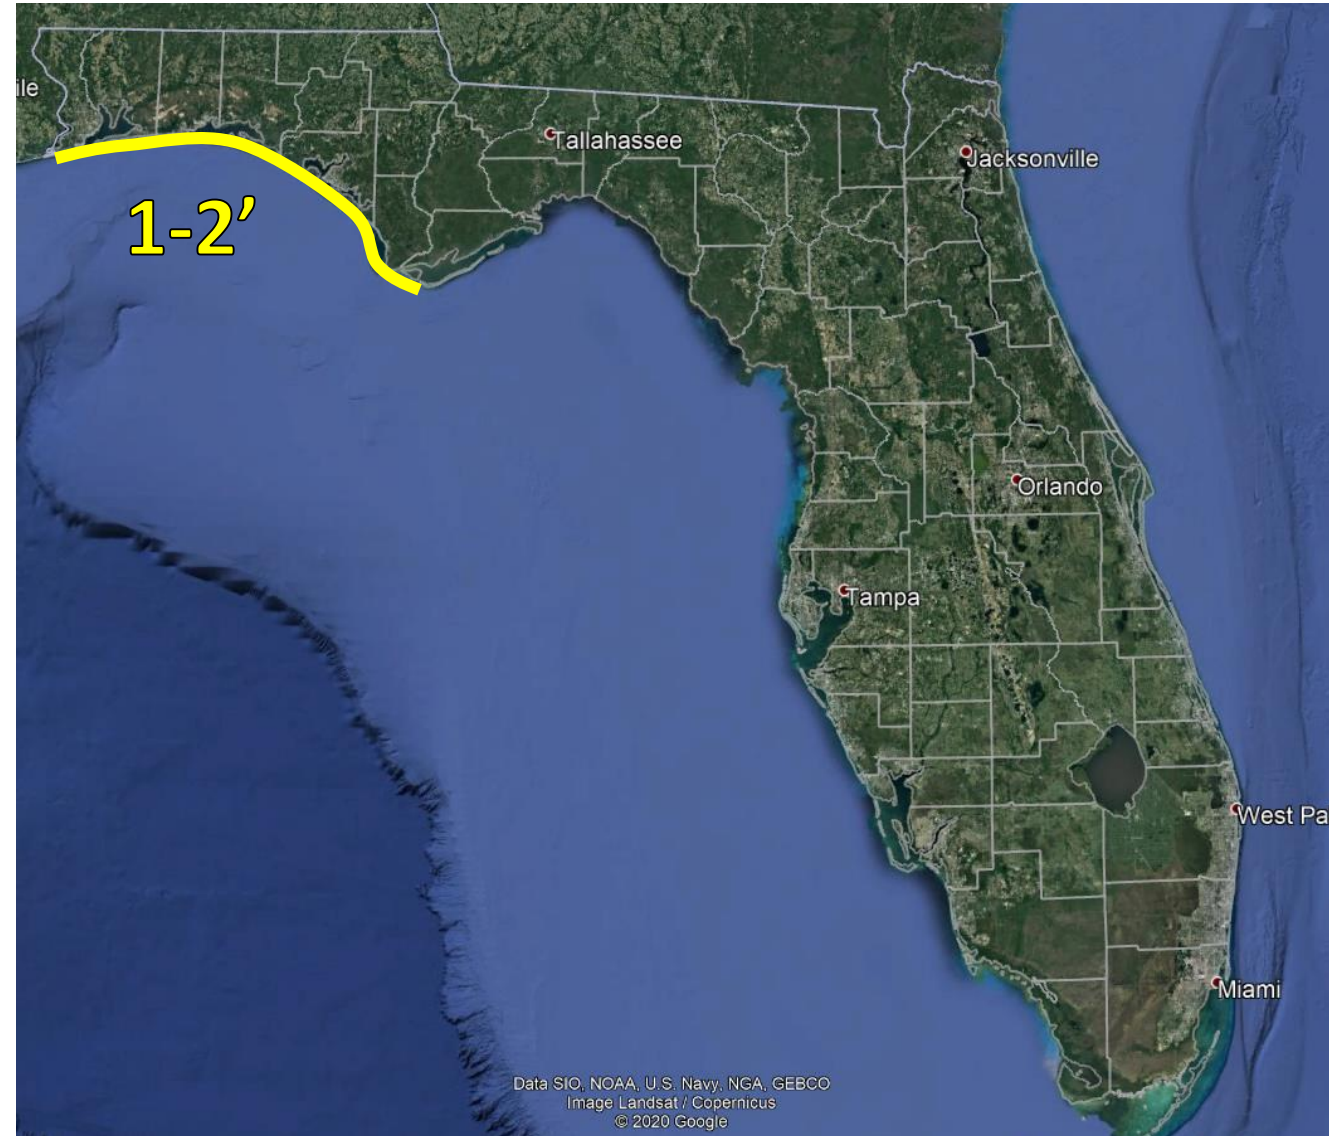 ile
Tallahassee
Jacksonville
1-2’
Orlando
Tampa
West Pa
Miami
Data SIO, NOAA, U.S. Navy, NGA, GEBCO
Image Landsat / Copernicus
© 2020 Google